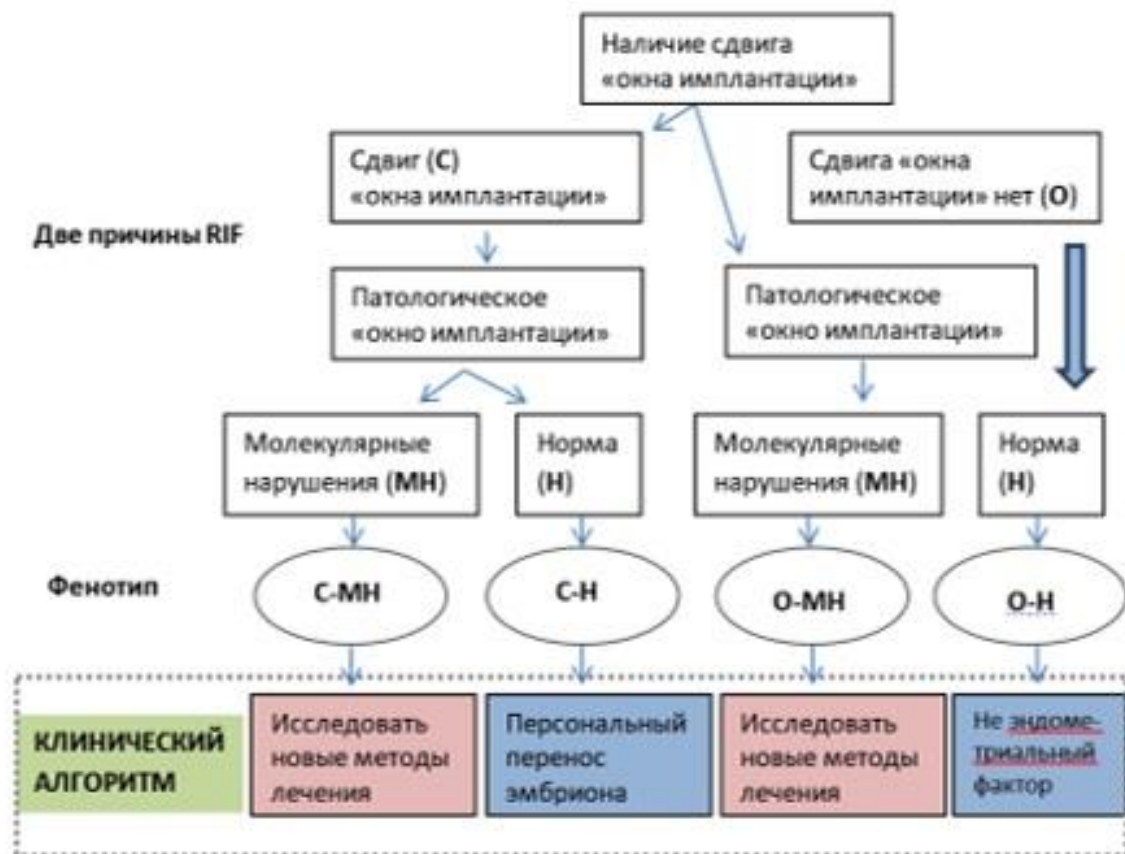 Наличие сдвига
«окна имплантации»
Сдвиг (С)
«окна имплантации»
Сдвига «окна
имплантации» нет (О)
Две причины RIF
Патологическое
«окно имплантации»
Патологическое
«окно имплантации»
Молекулярные
нарушения (МН)
Норма
(Н)
Молекулярные
нарушения (МН)
Норма
(Н)
Фенотип
С-МН
С-Н
О-МН
О-Н
КЛИНИЧЕСКИЙ
АЛГОРИТМ
Исследовать
новые методы
лечения
Персональный
перенос
эмбриона
Исследовать
новые методы
лечения
Не эндоме-
триальный
фактор